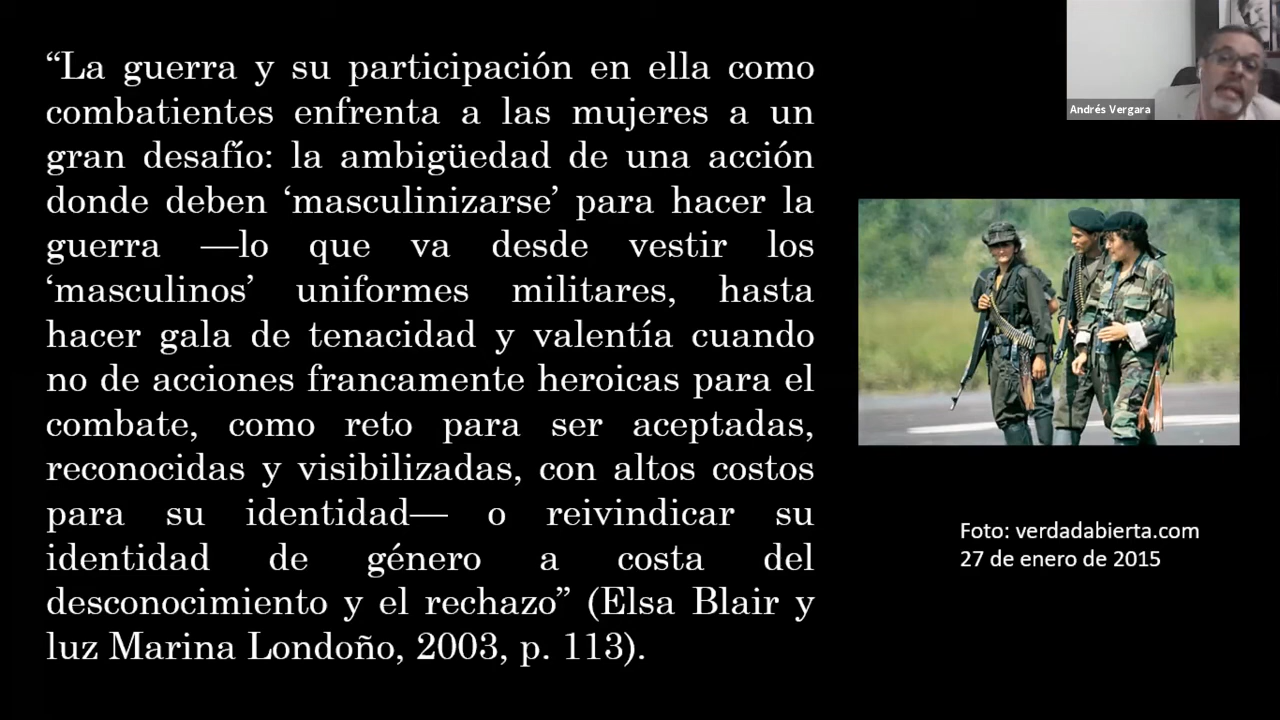 “La guerra y su participación en ella como
combatientes enfrenta a las mujeres a un
gran desafío: la ambigüedad de una acción
donde deben ‘masculinizarse’ para hacer la
guerra —lo que va desde vestir los
‘masculinos’ uniformes militares, hasta
hacer gala de tenacidad y valentía cuando
no de acciones francamente heroicas para el
combate, como reto para ser aceptadas,
reconocidas y visibilizadas, con altos costos
para su identidad— o reivindicar su
identidad de género a costa del
desconocimiento y el rechazo” (Elsa Blair y
luz Marina Londoño, 2003, p. 113).
Andrés Vergara
Foto: verdadabierta.com
27 de enero de 2015